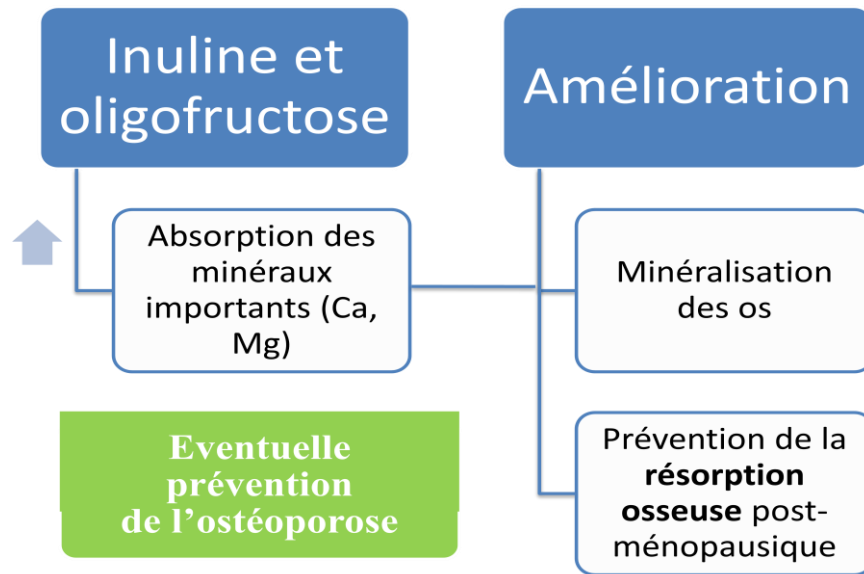 Inuline et
oligofructose
Absorption des
minéraux
importants (Ca,
Mg)
Eventuelle
prévention
de l’ostéoporose
Amélioration
Minéralisation
des os
Prévention de la
résorption
osseuse post-
ménopausique